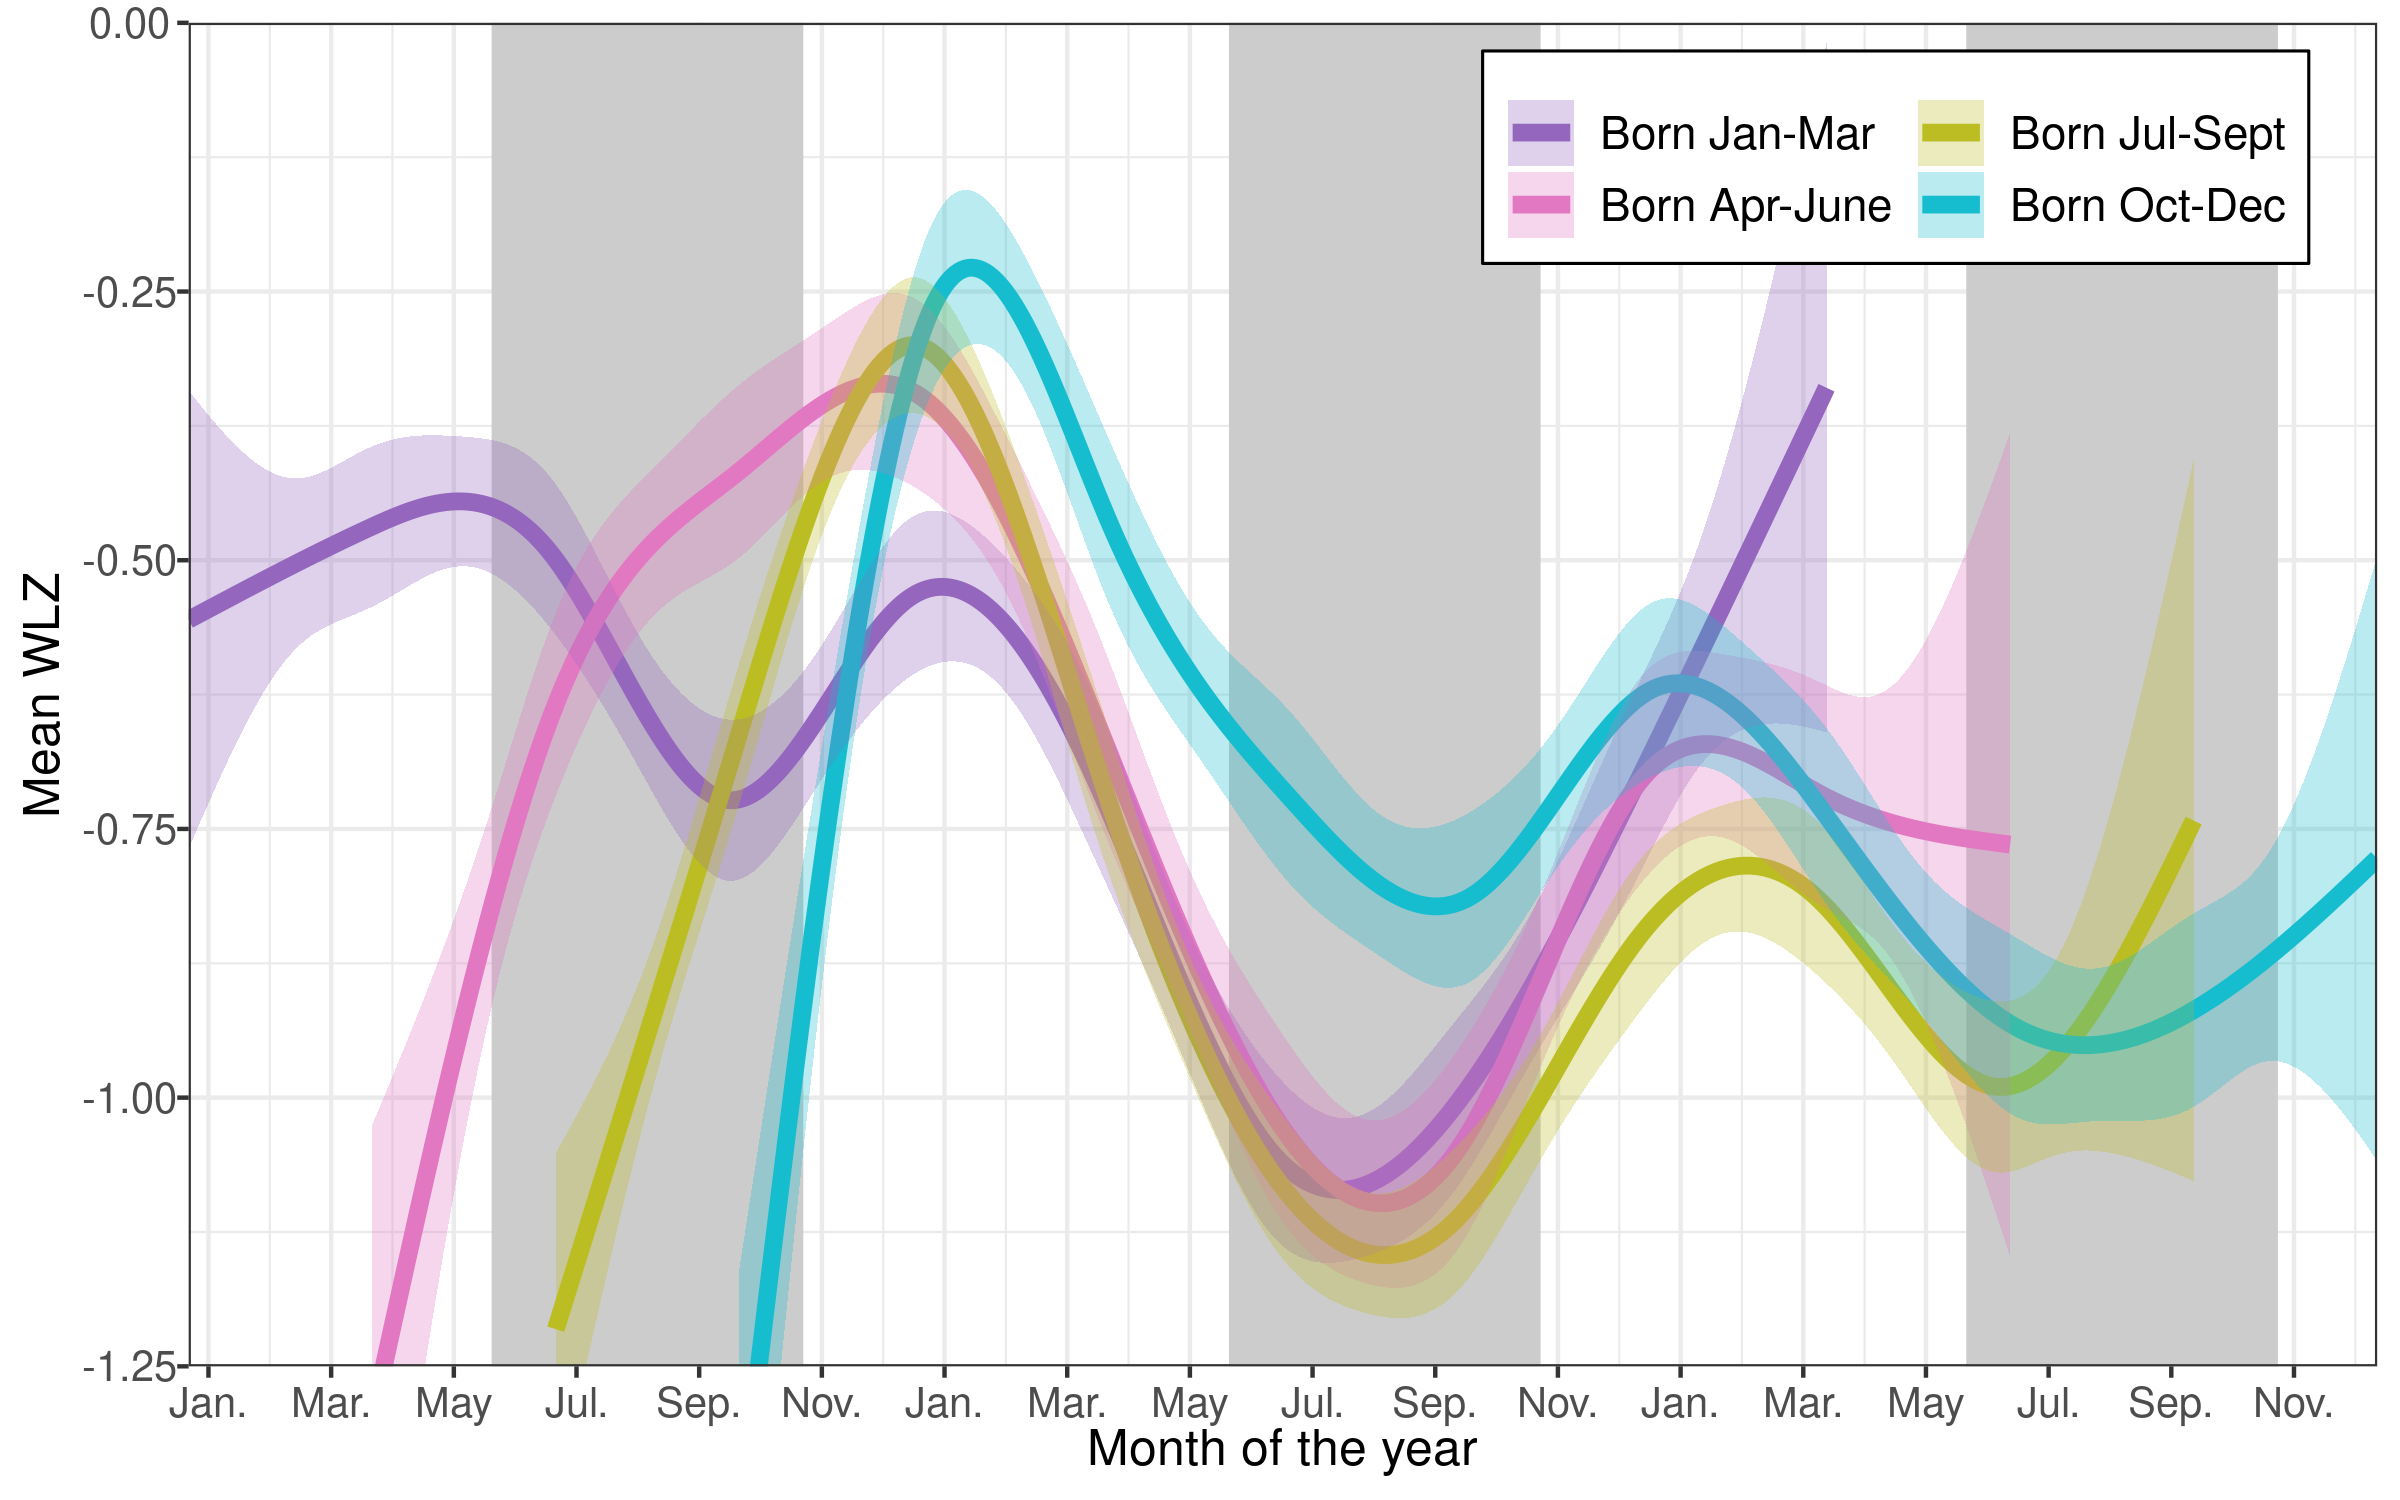 0.00
-0.25
-0.50
-0.75
-1.00
-1.25
Mean WLZ
Born Jan-Mar Born Jul-Sept
Born Apr-June Born Oct-Dec
Jan. Mar. May Jul. Sep. Nov. Jan. Mar. May Jul. Sep. Nov. Jan. Mar. May Jul. Sep. Nov.
Month of the year